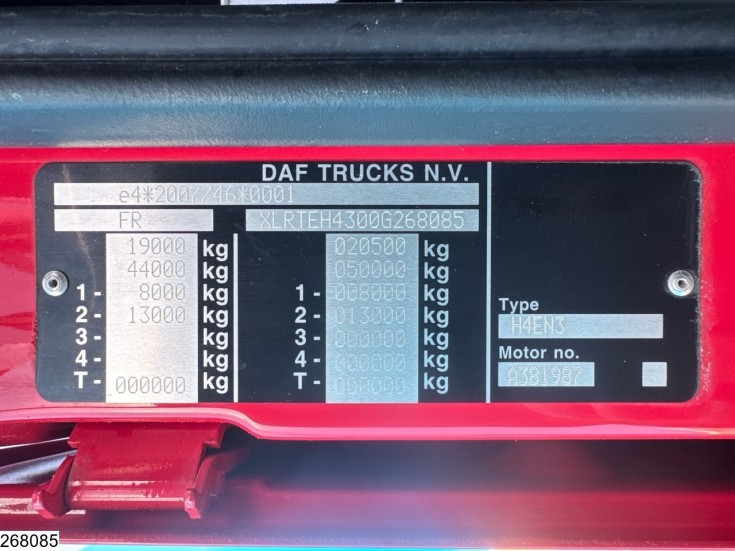 DAF TRUCKS N.V.
e4*2007/46*0001
FR XLRTEH4300G268085
19000 kg 020500 kg
44000 kg 050000 kg
1- 8000 kg 1- 008000 kg
2- 13000 kg 2- 013000 kg
3- kg 3- 000000 kg
4- kg 4- 000000 kg
T- 000000 kg T- 000000 kg
Type
H4EN3
Motor no.
A381987
268085